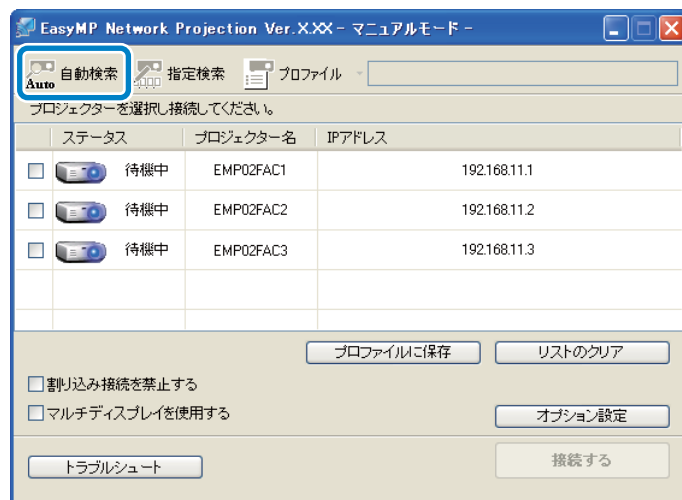 EasyMP Network Projection Ver.X.XX - マニュアルモード -
Auto 自動検索 指定検索 プロファイル
プロジェクターを選択し接続してください。
ステータス プロジェクター名 IPアドレス
待機中 EMP02FAC1 192.168.11.1
待機中 EMP02FAC2 192.168.11.2
待機中 EMP02FAC3 192.168.11.3
プロファイルに保存 リストのクリア
割り込み接続を禁止する
マルチディスプレイを使用する オプション設定
トラブルシュート 接続する